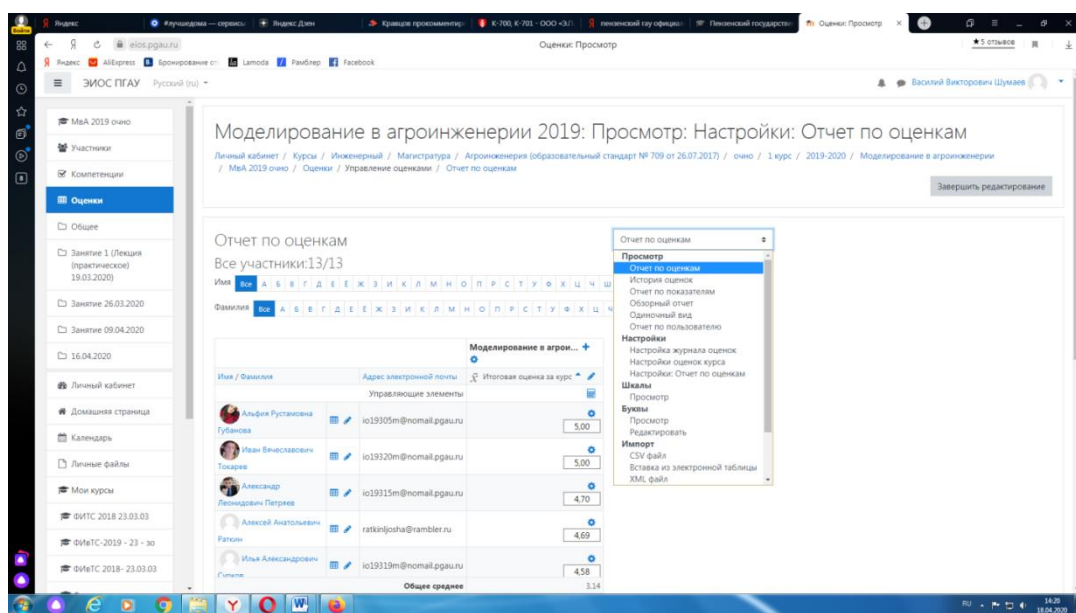 Войти
Яндекс
#лучшедома — сервисы
Яндекс Дзен
Кравцов прокомментир
К-700, К-701 - ООО «ЭЛ
пензенский гау официал
Пензенский государстве
Оценки: Просмотр
eios.pgau.ru
Оценки: Просмотр
★5 отзывов
Яндекс
AliExpress
Бронирование от
Lamoda
Рамблер
Facebook
ЭИОС ПГАУ
Русский (ru)
Василий Викторович Шумаев
МвА 2019 очно
Участники
Компетенции
Оценки
Общее
Занятие 1 (Лекция
(практическое)
19.03.2020)
Занятие 26.03.2020
Занятие 09.04.2020
16.04.2020
Личный кабинет
Домашняя страница
Календарь
Личные файлы
Мои курсы
ФИТС 2018 23.03.03
ФИвТС-2019 - 23 - зо
ФИвТС 2018- 23.03.03
Моделирование в агроинженерии 2019: Просмотр: Настройки: Отчет по оценкам
Личный кабинет / Курсы / Инженерный / Магистратура / Агроинженерия (образовательный стандарт № 709 от 26.07.2017) / очно / 1 курс / 2019-2020 / Моделирование в агроинженерии
/ МвА 2019 очно / Оценки / Управление оценками / Отчет по оценкам
Завершить редактирование
Отчет по оценкам
Все участники:13/13
Имя Все А Б В Г Д Е Ё Ж З И К Л М Н О П Р С Т У Ф Х Ц Ч Ш
Фамилия Все А Б В Г Д Е Ё Ж З И К Л М Н О П Р С Т У Ф Х Ц Ч
Моделирование в агрои...
Имя / Фамилия Адрес электронной почты Итоговая оценка за курс
Управляющие элементы
Альфия Рустамовна
Губанова io19305m@nomail.pgau.ru 5,00
Иван Вячеславович
Токарев io19320m@nomail.pgau.ru 5,00
Александр
Леонидович Петряев io19315m@nomail.pgau.ru 4,70
Алексей Анатольевич
Раткин ratkinljosha@rambler.ru 4,69
Илья Александрович
io19319m@nomail.pgau.ru 4,58
Общее среднее 3,14
Отчет по оценкам
Просмотр
Отчет по оценкам
История оценок
Отчет по показателям
Обзорный отчет
Одиночный вид
Отчет по пользователю
Настройки
Настройка журнала оценок
Настройки оценок курса
Настройки: Отчет по оценкам
Шкалы
Просмотр
Буквы
Просмотр
Редактировать
Импорт
CSV файл
Вставка из электронной таблицы
XML файл
RU
14:20
18.04.2020